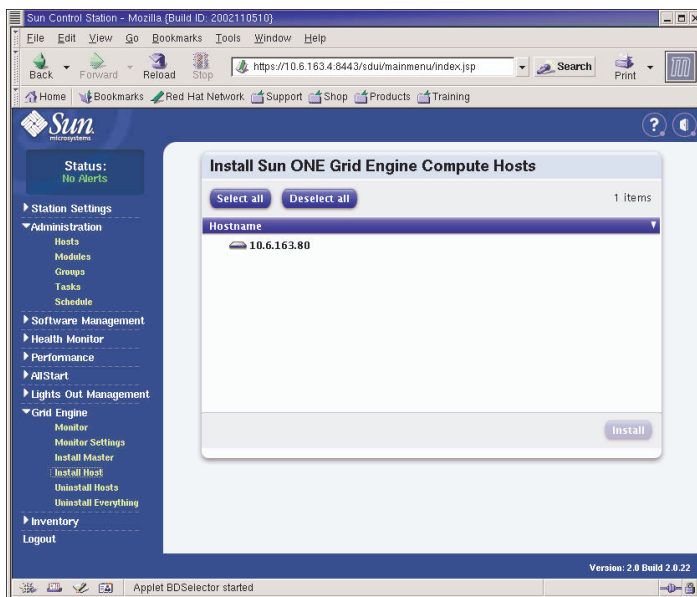 Sun Control Station - Mozilla {Build ID: 2002110510}
File Edit View Go Bookmarks Tools Window Help
Back Forward Reload Stop https://10.6.163.4:8443/sdui/mainmenu/index.jsp Search Print
Home Bookmarks Red Hat Network Support Shop Products Training
Sun
microsystems
?
Status:
No Alerts
Station Settings
Administration
Hosts
Modules
Groups
Tasks
Schedule
Software Management
Health Monitor
Performance
AllStart
Lights Out Management
Grid Engine
Monitor
Monitor Settings
Install Master
Install Host
Uninstall Hosts
Uninstall Everything
Inventory
Logout
Install Sun ONE Grid Engine Compute Hosts
Select all Deselect all 1 items
Hostname
10.6.163.80
Install
Version: 2.0 Build 2.0.22
Applet BDSelector started